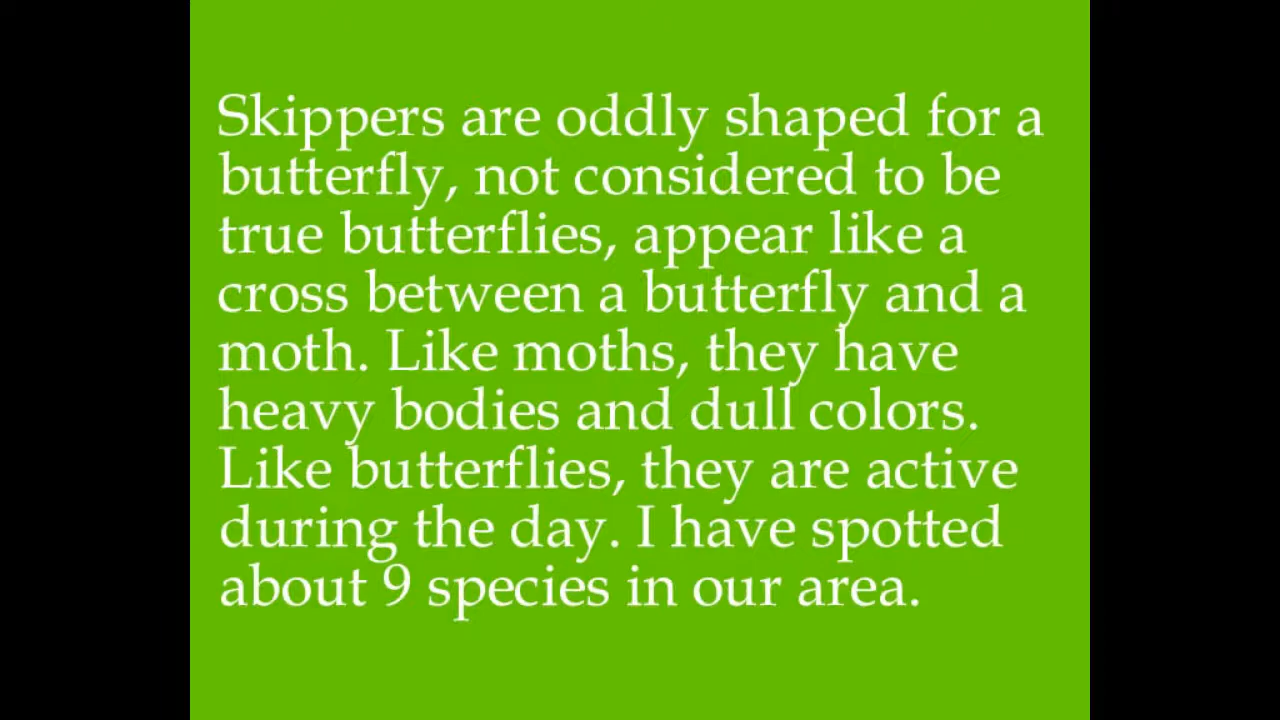 Skippers are oddly shaped for a
butterfly, not considered to be
true butterflies, appear like a
cross between a butterfly and a
moth. Like moths, they have
heavy bodies and dull colors.
Like butterflies, they are active
during the day. I have spotted
about 9 species in our area.